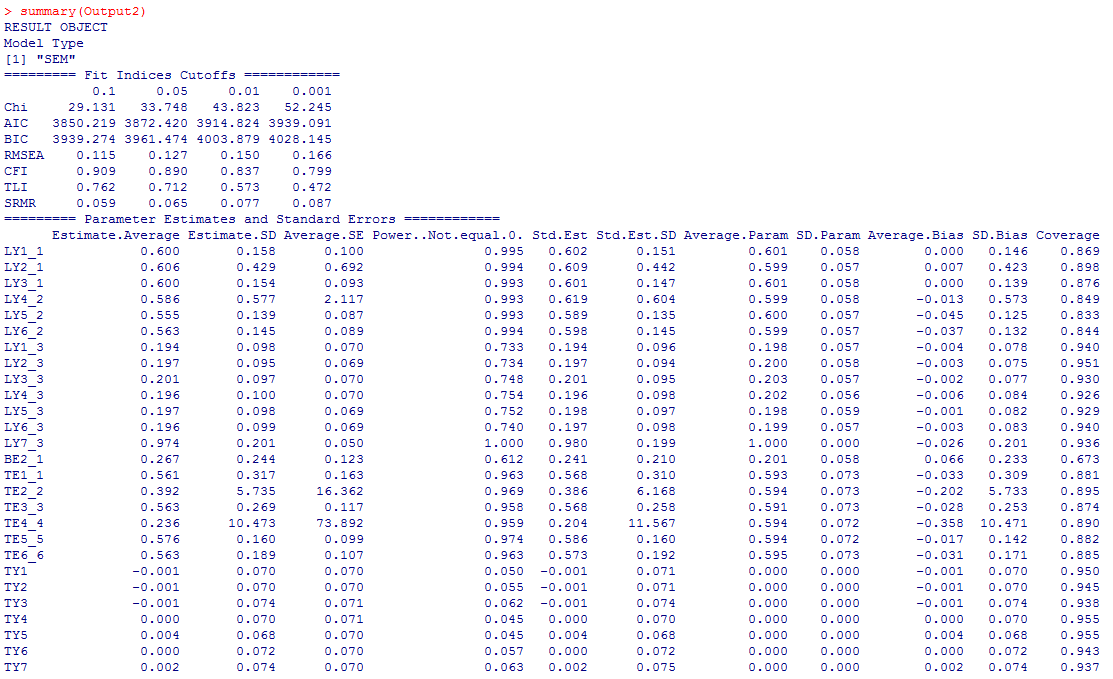 > summary(Output2)
RESULT OBJECT
Model Type
[1] "SEM"
========= Fit Indices Cutoffs ============
           0.1     0.05     0.01    0.001
Chi     29.131   33.748   43.823   52.245
AIC   3850.219 3872.420 3914.824 3939.091
BIC   3939.274 3961.474 4003.879 4028.145
RMSEA    0.115    0.127    0.150    0.166
CFI      0.909    0.890    0.837    0.799
TLI      0.762    0.712    0.573    0.472
SRMR     0.059    0.065    0.077    0.087
========= Parameter Estimates and Standard Errors ============
      Estimate.Average Estimate.SD Average.SE Power..Not.equal.0. Std.Est Std.Est.SD Average.Param SD.Param Average.Bias SD.Bias Coverage
LY1_1            0.600       0.158      0.100               0.995   0.602      0.151         0.601    0.058        0.000   0.146    0.869
LY2_1            0.606       0.429      0.692               0.994   0.609      0.442         0.599    0.057        0.007   0.423    0.898
LY3_1            0.600       0.154      0.093               0.993   0.601      0.147         0.601    0.058        0.000   0.139    0.876
LY4_2            0.586       0.577      2.117               0.993   0.619      0.604         0.599    0.058       -0.013   0.573    0.849
LY5_2            0.555       0.139      0.087               0.993   0.589      0.135         0.600    0.057       -0.045   0.125    0.833
LY6_2            0.563       0.145      0.089               0.994   0.598      0.145         0.599    0.057       -0.037   0.132    0.844
LY1_3            0.194       0.098      0.070               0.733   0.194      0.096         0.198    0.057       -0.004   0.078    0.940
LY2_3            0.197       0.095      0.069               0.734   0.197      0.094         0.200    0.058       -0.003   0.075    0.951
LY3_3            0.201       0.097      0.070               0.748   0.201      0.095         0.203    0.057       -0.002   0.077    0.930
LY4_3            0.196       0.100      0.070               0.754   0.196      0.098         0.202    0.056       -0.006   0.084    0.926
LY5_3            0.197       0.098      0.069               0.752   0.198      0.097         0.198    0.059       -0.001   0.082    0.929
LY6_3            0.196       0.099      0.069               0.740   0.197      0.098         0.199    0.057       -0.003   0.083    0.940
LY7_3            0.974       0.201      0.050               1.000   0.980      0.199         1.000    0.000       -0.026   0.201    0.936
BE2_1            0.267       0.244      0.123               0.612   0.241      0.210         0.201    0.058        0.066   0.233    0.673
TE1_1            0.561       0.317      0.163               0.963   0.568      0.310         0.593    0.073       -0.033   0.309    0.881
TE2_2            0.392       5.735     16.362               0.969   0.386      6.168         0.594    0.073       -0.202   5.733    0.895
TE3_3            0.563       0.269      0.117               0.958   0.568      0.258         0.591    0.073       -0.028   0.253    0.874
TE4_4            0.236      10.473     73.892               0.959   0.204     11.567         0.594    0.072       -0.358  10.471    0.890
TE5_5            0.576       0.160      0.099               0.974   0.586      0.160         0.594    0.072       -0.017   0.142    0.882
TE6_6            0.563       0.189      0.107               0.963   0.573      0.192         0.595    0.073       -0.031   0.171    0.885
TY1             -0.001       0.070      0.070               0.050  -0.001      0.071         0.000    0.000       -0.001   0.070    0.950
TY2             -0.001       0.070      0.070               0.055  -0.001      0.071         0.000    0.000       -0.001   0.070    0.945
TY3             -0.001       0.074      0.071               0.062  -0.001      0.074         0.000    0.000       -0.001   0.074    0.938
TY4              0.000       0.070      0.071               0.045   0.000      0.070         0.000    0.000        0.000   0.070    0.955
TY5              0.004       0.068      0.070               0.045   0.004      0.068         0.000    0.000        0.004   0.068    0.955
TY6              0.000       0.072      0.070               0.057   0.000      0.072         0.000    0.000        0.000   0.072    0.943
TY7              0.002       0.074      0.070               0.063   0.002      0.075         0.000    0.000        0.002   0.074    0.937